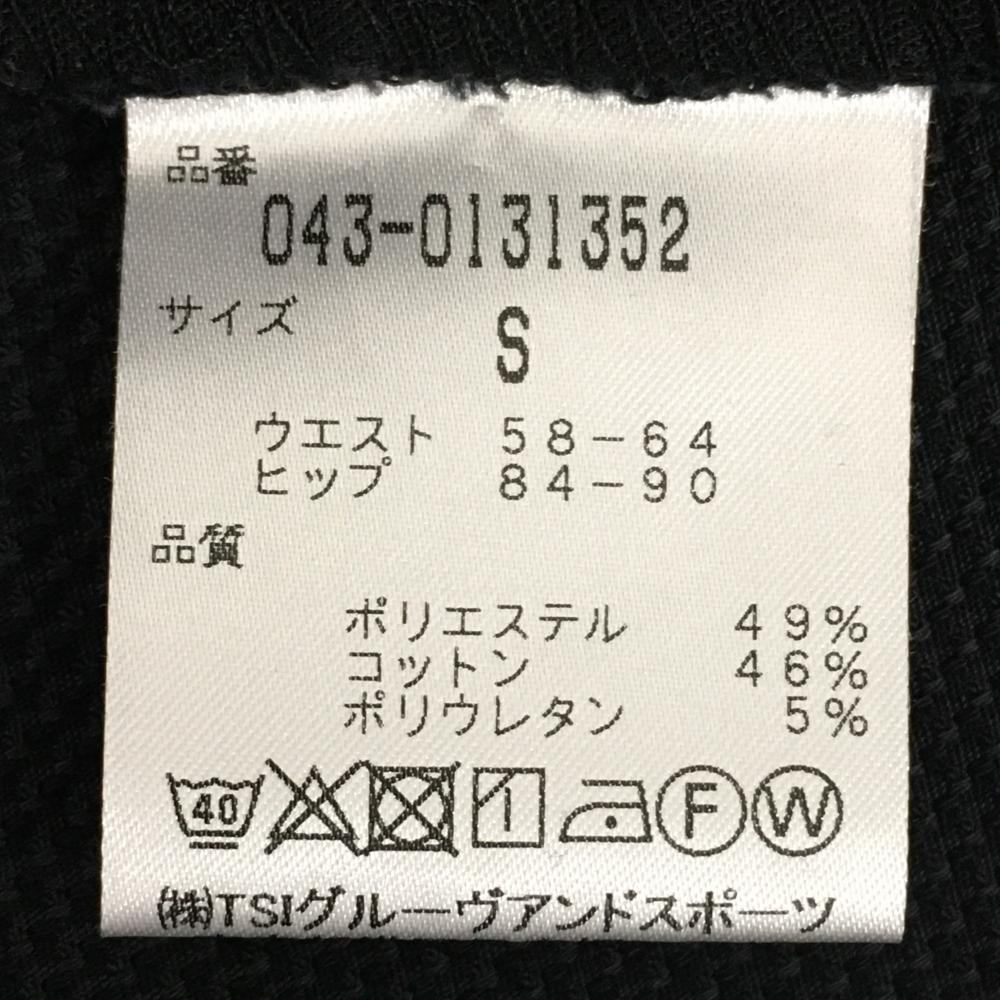 品番
043-0131352
サイズ
S
ウエスト 58-64
ヒップ 84-90
品質
ポリエステル 49%
コットン 46%
ポリウレタン 5%
40 F W
㈱TSIグルーヴアンドスポーツ